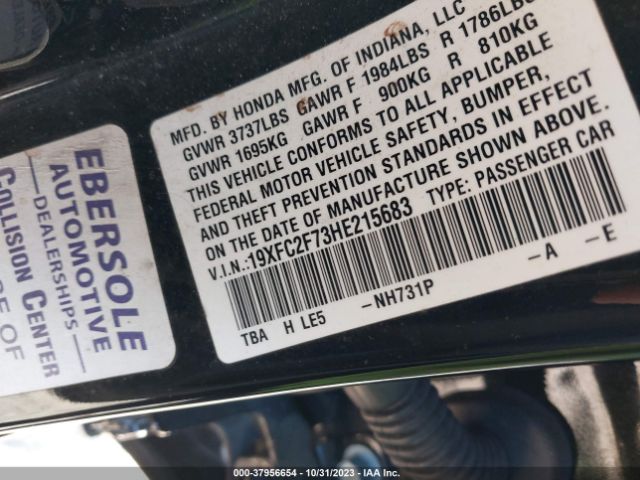 MFD. BY HONDA MFG. OF INDIANA, LLC
GVWR 3737LBS GAWR F 1984LBS R 1786LBS
GVWR 1695KG GAWR F 900KG R 810KG
THIS VEHICLE CONFORMS TO ALL APPLICABLE
FEDERAL MOTOR VEHICLE SAFETY, BUMPER,
AND THEFT PREVENTION STANDARDS IN EFFECT
ON THE DATE OF MANUFACTURE SHOWN ABOVE.
V.I.N.:19XFC2F73HE215683 TYPE: PASSENGER CAR
TBA H LE5 -NH731P -A -E
EBERSOLE
AUTOMOTIVE
DEALERSHIPS
COLLISION CENTER
OF
000-37956654 - 10/31/2023 - IAA Inc.